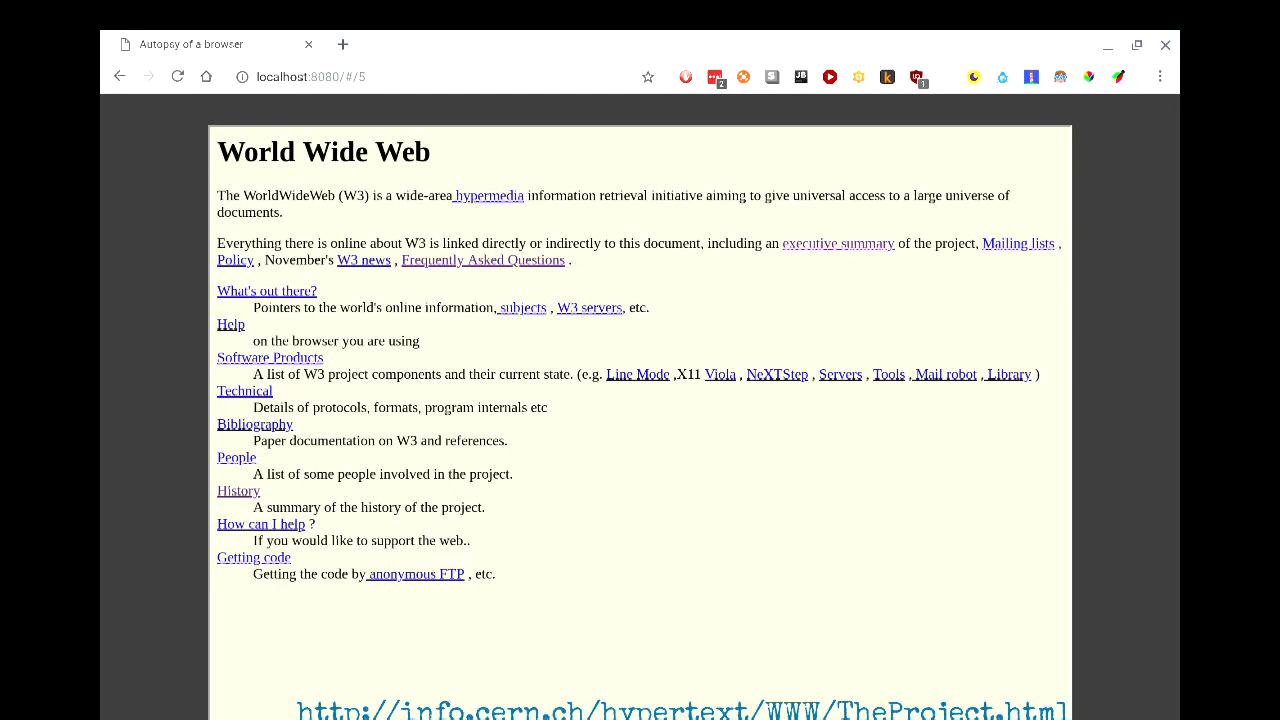 Autopsy of a browser
localhost:8080/#/5
2
1
World Wide Web
The WorldWideWeb (W3) is a wide-area hypermedia information retrieval initiative aiming to give universal access to a large universe of
documents.
Everything there is online about W3 is linked directly or indirectly to this document, including an executive summary of the project, Mailing lists ,
Policy , November's W3 news , Frequently Asked Questions .
What's out there?
Pointers to the world's online information, subjects , W3 servers, etc.
Help
on the browser you are using
Software Products
A list of W3 project components and their current state. (e.g. Line Mode ,X11 Viola , NeXTStep , Servers , Tools , Mail robot , Library )
Technical
Details of protocols, formats, program internals etc
Bibliography
Paper documentation on W3 and references.
People
A list of some people involved in the project.
History
A summary of the history of the project.
How can I help ?
If you would like to support the web..
Getting code
Getting the code by anonymous FTP , etc.
http://info.cern.ch/hypertext/WWW/TheProject.html